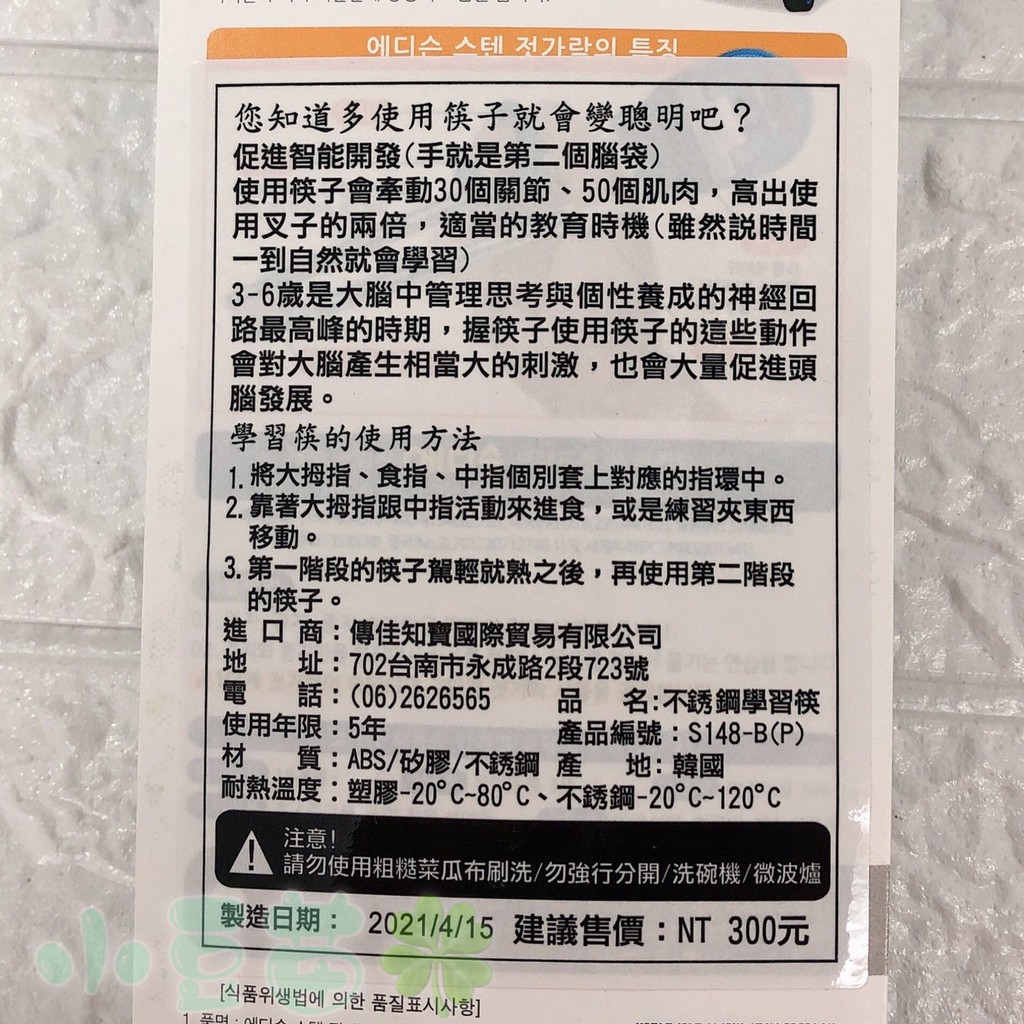 에디슨 스텐 젓가락의 특징
您知道多使用筷子就會變聰明吧？
促進智能開發(手就是第二個腦袋)
使用筷子會牽動30個關節、50個肌肉，高出使
用叉子的兩倍，適當的教育時機(雖然説時間
一到自然就會學習)
3-6歲是大腦中管理思考與個性養成的神經回
路最高峰的時期，握筷子使用筷子的這些動作
會對大腦產生相當大的刺激，也會大量促進頭
腦發展。
學習筷的使用方法
1. 將大拇指、食指、中指個別套上對應的指環中。
2. 靠著大拇指跟中指活動來進食，或是練習夾東西
移動。
3. 第一階段的筷子駕輕就熟之後，再使用第二階段
的筷子。
進口商：傳佳知寶國際貿易有限公司
地址：702台南市永成路2段723號
電話：(06)2626565 品名：不銹鋼學習筷
使用年限：5年 產品編號：S148-B(P)
材質：ABS/矽膠/不銹鋼 產地：韓國
耐熱溫度：塑膠-20°C~80°C、不銹鋼-20°C~120°C
注意!
請勿使用粗糙菜瓜布刷洗/勿強行分開/洗碗機/微波爐
製造日期： 2021/4/15 建議售價：NT 300元
小豆苗
[식품위생법에 의한 품질표시사항]